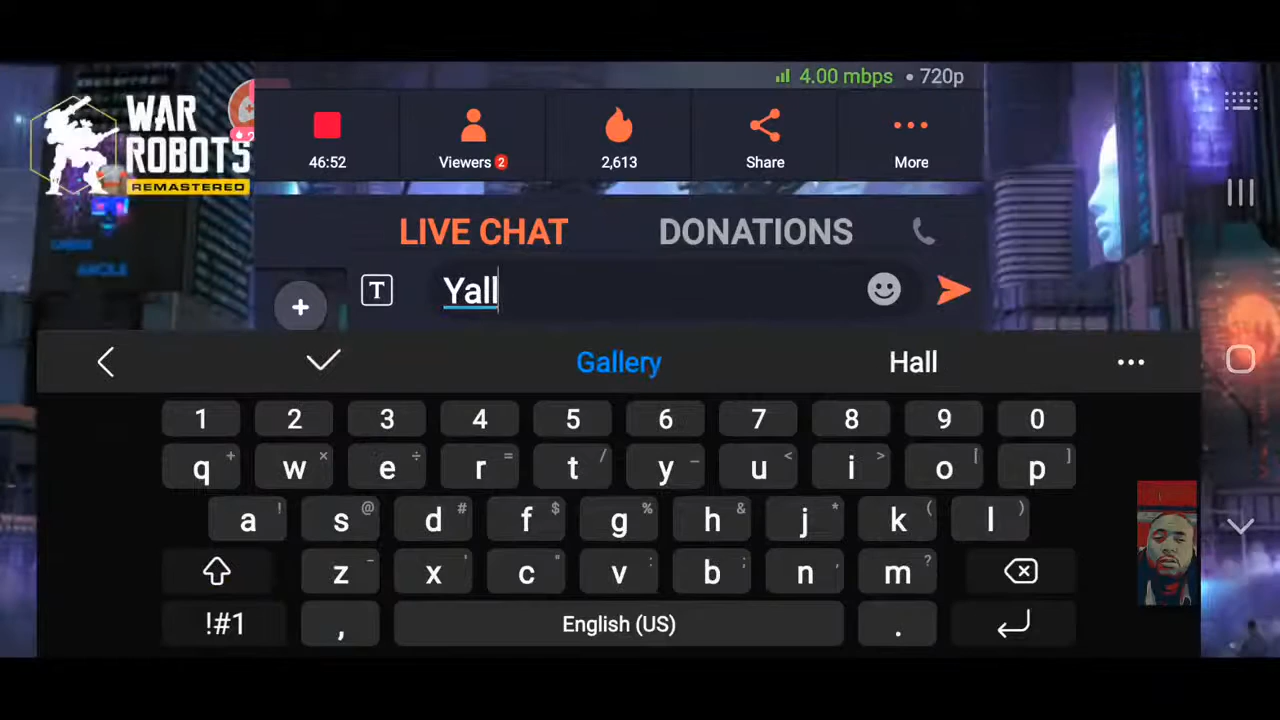 4.00 mbps • 720p
WAR
ROBOTS
REMASTERED
46:52
Viewers 2
2,613
Share
More
LIVE CHAT
DONATIONS
T
Yall
Gallery
Hall
1 2 3 4 5 6 7 8 9 0
q + w × e ÷ r = t / y _ u < i > o [ p ]
a ! s @ d # f $ g % h & j * k ( l )
z - x ' c " v : b ; n , m ?
!#1 , English (US) .